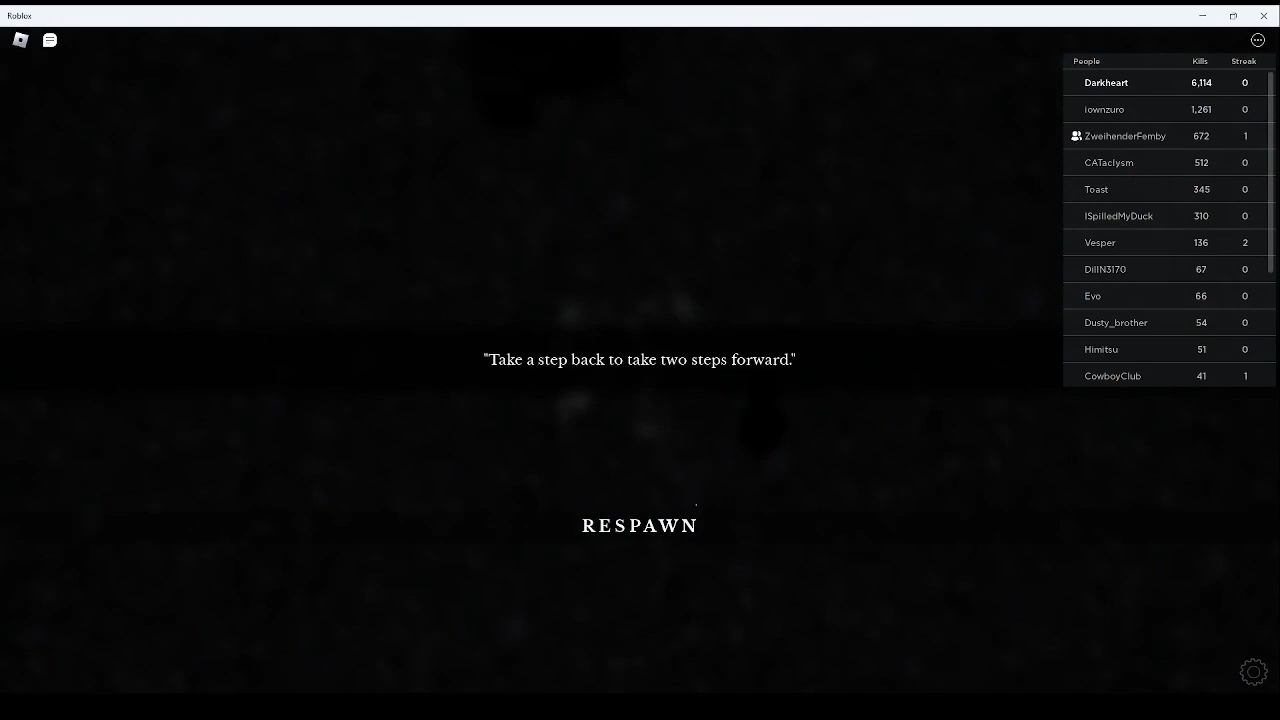 Roblox
People Kills Streak
Darkheart 6,114 0
iownzuro 1,261 0
ZweihenderFemby 672 1
CATaclysm 512 0
Toast 345 0
ISpilledMyDuck 310 0
Vesper 136 2
DillN3170 67 0
Evo 66 0
Dusty_brother 54 0
Himitsu 51 0
CowboyClub 41 1
"Take a step back to take two steps forward."
RESPAWN